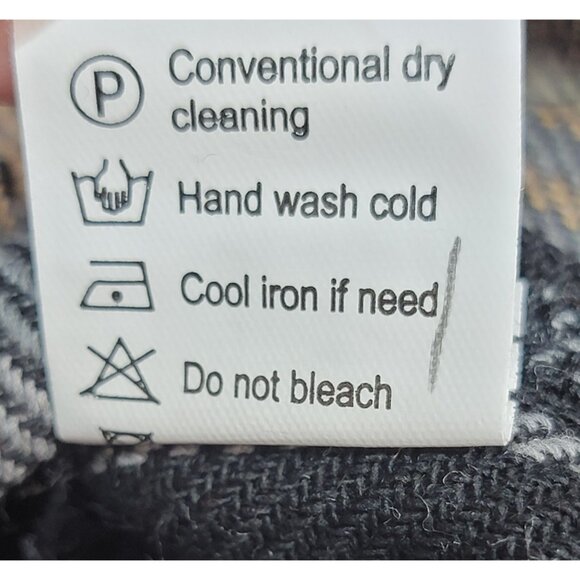 P
Conventional dry
cleaning
Hand wash cold
Cool iron if need
Do not bleach